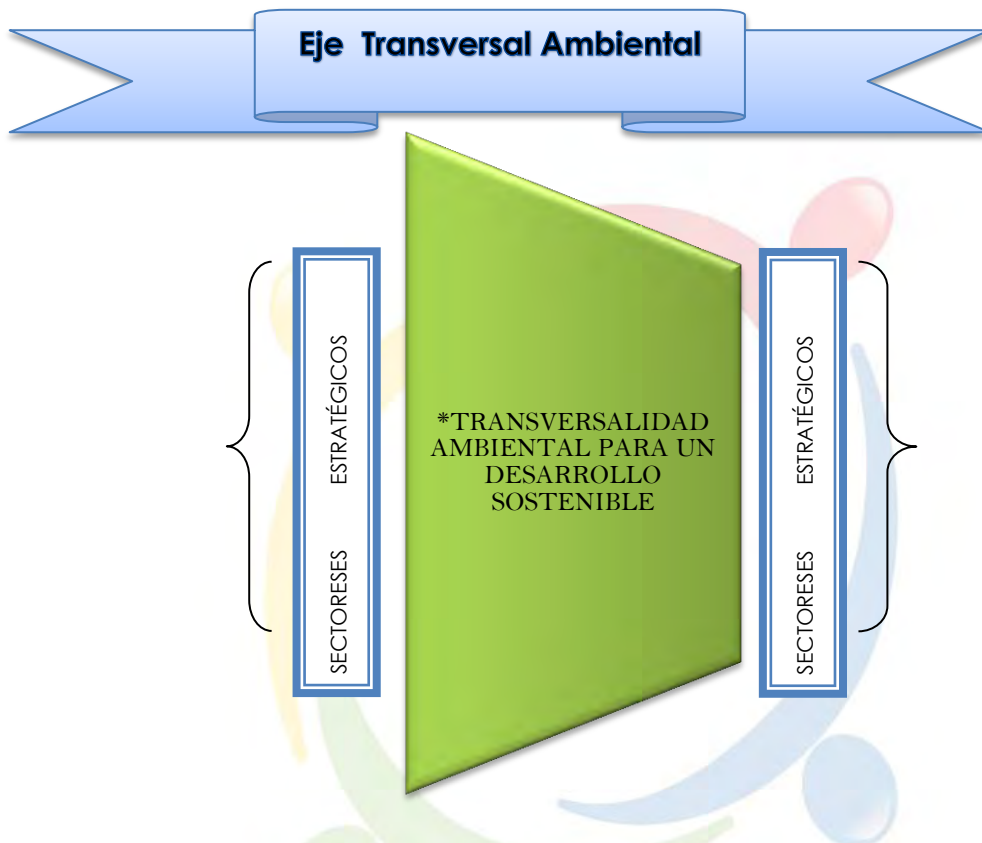 Eje Transversal Ambiental
SECTORESES ESTRATÉGICOS
*TRANSVERSALIDAD
AMBIENTAL PARA UN
DESARROLLO
SOSTENIBLE
SECTORESES ESTRATÉGICOS